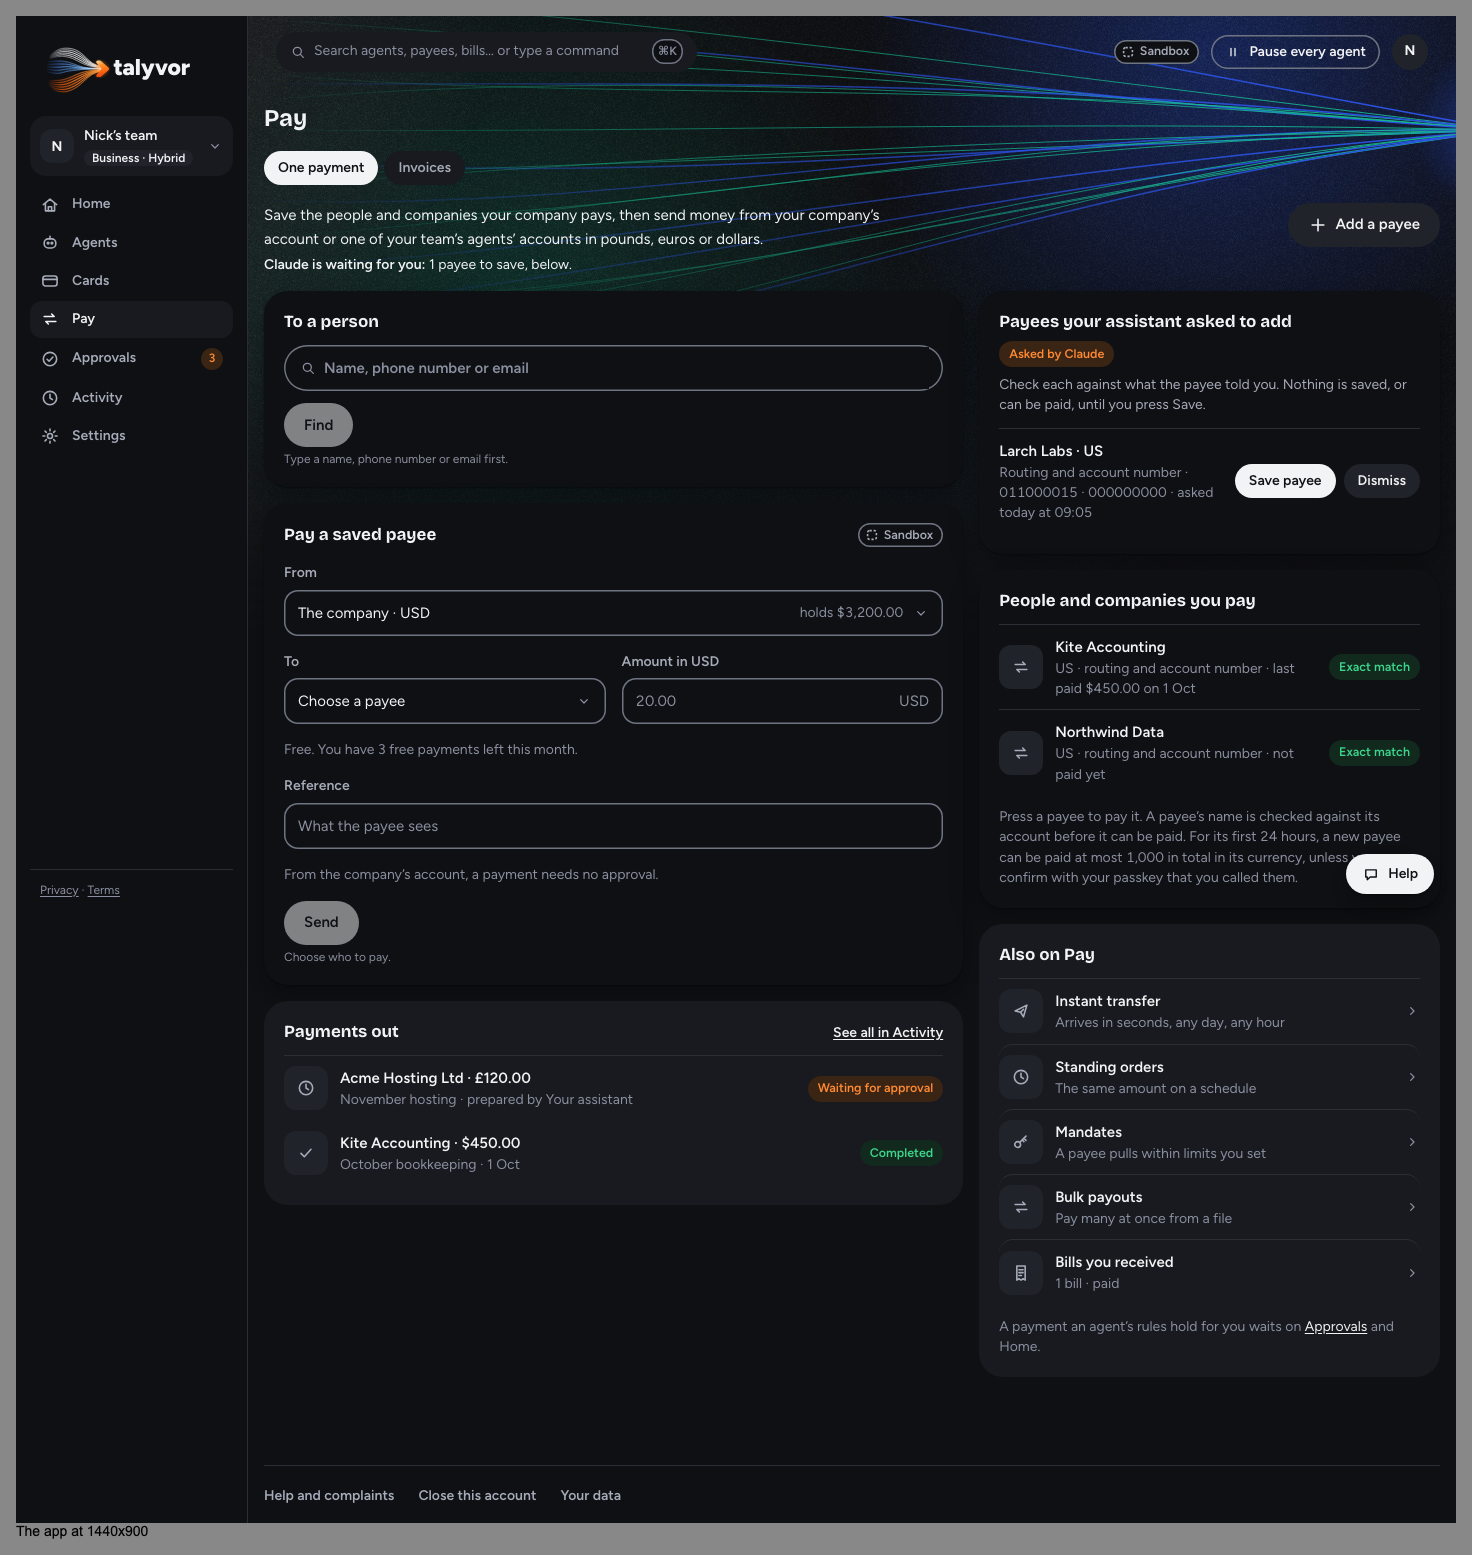 talyvor
Search agents, payees, bills... or type a command
⌘K
Sandbox
Pause every agent
N
N
Nick's team
Business · Hybrid
Home
Agents
Cards
Pay
Approvals
3
Activity
Settings
Privacy · Terms
Pay
One payment
Invoices
Save the people and companies your company pays, then send money from your company's
account or one of your team's agents' accounts in pounds, euros or dollars.
Claude is waiting for you: 1 payee to save, below.
Add a payee
To a person
Name, phone number or email
Find
Type a name, phone number or email first.
Pay a saved payee
Sandbox
From
The company · USD
holds $3,200.00
To
Amount in USD
Choose a payee
20.00
USD
Free. You have 3 free payments left this month.
Reference
What the payee sees
From the company's account, a payment needs no approval.
Send
Choose who to pay.
Payments out
See all in Activity
Acme Hosting Ltd · £120.00
November hosting · prepared by Your assistant
Waiting for approval
Kite Accounting · $450.00
October bookkeeping · 1 Oct
Completed
Payees your assistant asked to add
Asked by Claude
Check each against what the payee told you. Nothing is saved, or
can be paid, until you press Save.
Larch Labs · US
Routing and account number ·
011000015 · 000000000 · asked
today at 09:05
Save payee
Dismiss
People and companies you pay
Kite Accounting
US · routing and account number · last
paid $450.00 on 1 Oct
Exact match
Northwind Data
US · routing and account number · not
paid yet
Exact match
Press a payee to pay it. A payee's name is checked against its
account before it can be paid. For its first 24 hours, a new payee
can be paid at most 1,000 in total in its currency, unless
confirm with your passkey that you called them.
Help
Also on Pay
Instant transfer
Arrives in seconds, any day, any hour
Standing orders
The same amount on a schedule
Mandates
A payee pulls within limits you set
Bulk payouts
Pay many at once from a file
Bills you received
1 bill · paid
A payment an agent's rules hold for you waits on Approvals and
Home.
Help and complaints
Close this account
Your data
The app at 1440x900